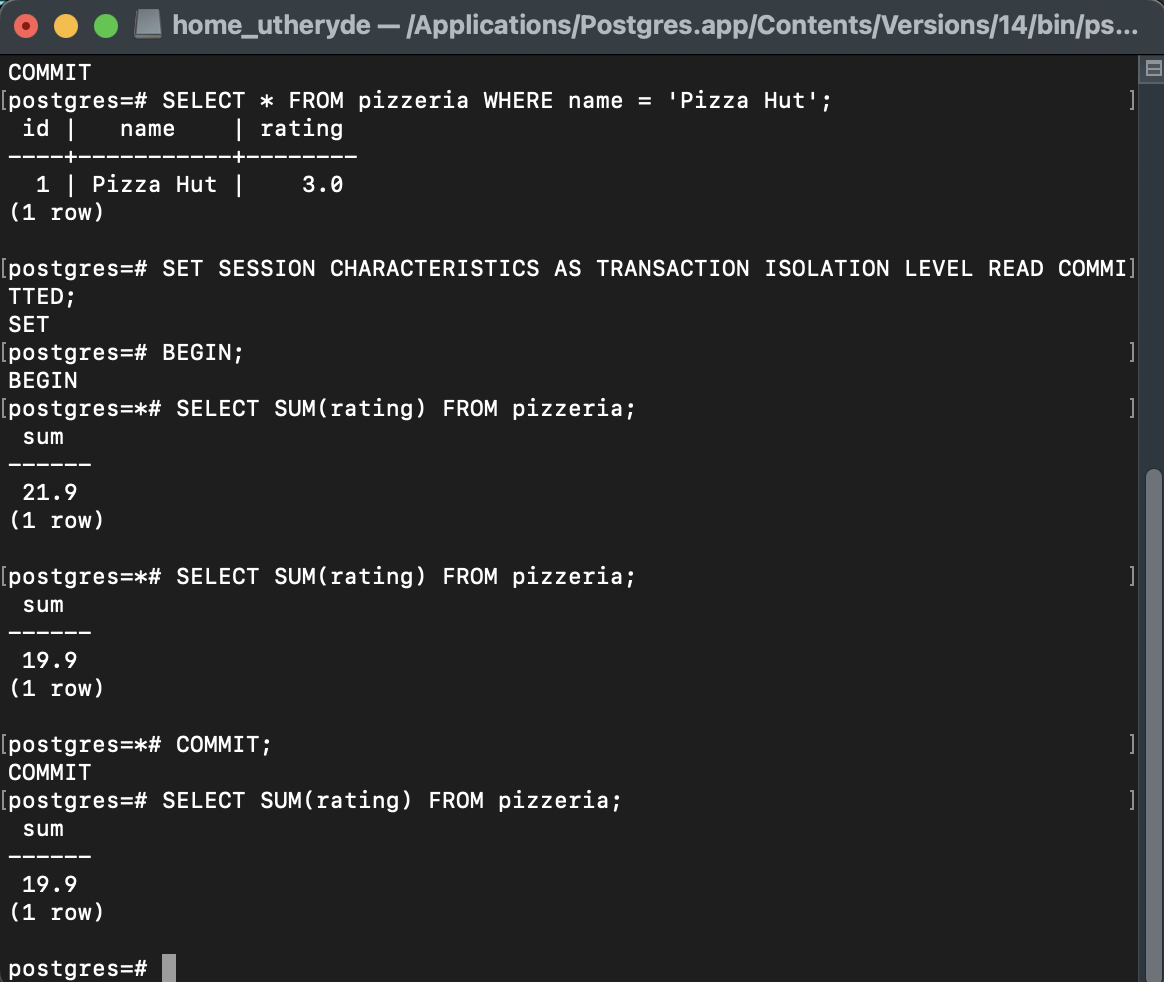 home_utheryde — /Applications/Postgres.app/Contents/Versions/14/bin/ps...
COMMIT
[postgres=# SELECT * FROM pizzeria WHERE name = 'Pizza Hut'; ]
 id |   name    | rating
----+-----------+--------
  1 | Pizza Hut |    3.0
(1 row)

[postgres=# SET SESSION CHARACTERISTICS AS TRANSACTION ISOLATION LEVEL READ COMMI]
TTED;
SET
[postgres=# BEGIN; ]
BEGIN
[postgres=*# SELECT SUM(rating) FROM pizzeria; ]
 sum
------
 21.9
(1 row)

[postgres=*# SELECT SUM(rating) FROM pizzeria; ]
 sum
------
 19.9
(1 row)

[postgres=*# COMMIT; ]
COMMIT
[postgres=# SELECT SUM(rating) FROM pizzeria; ]
 sum
------
 19.9
(1 row)

postgres=#